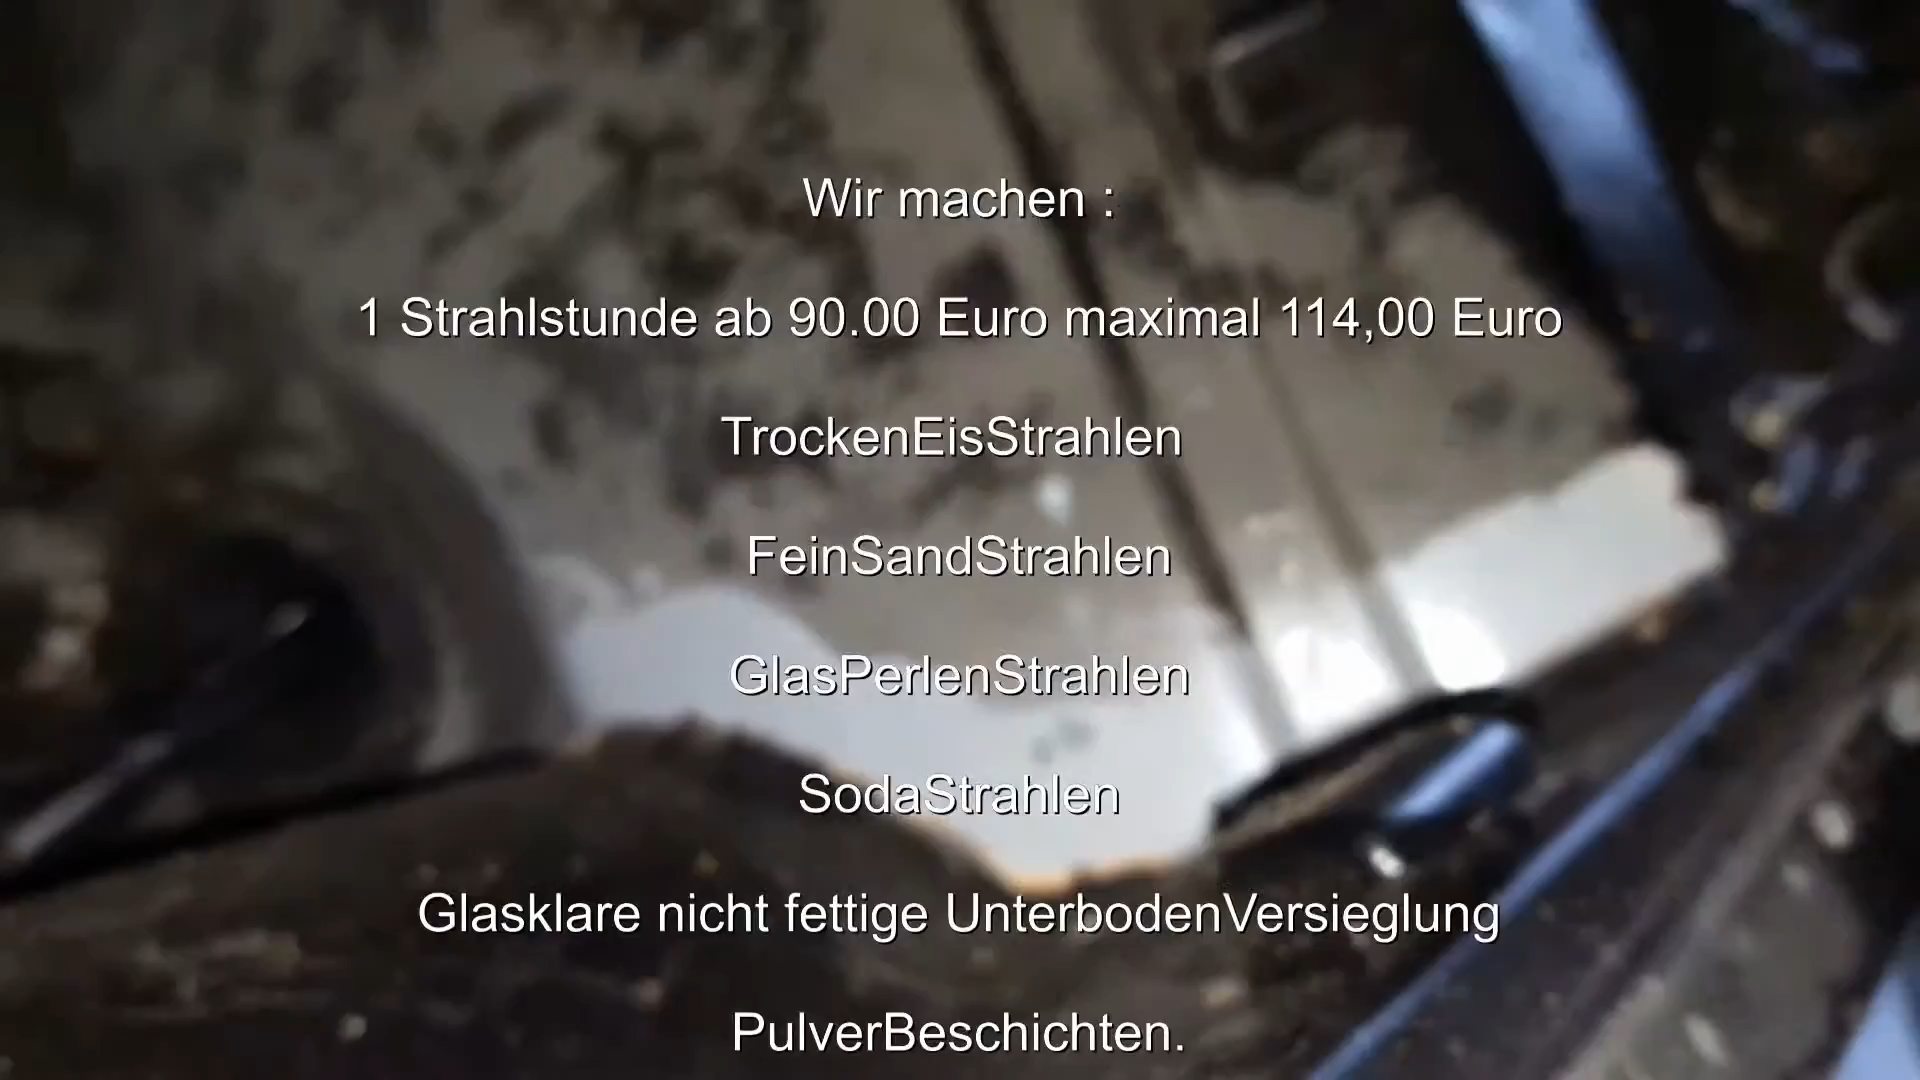 Wir machen :
1 Strahlstunde ab 90.00 Euro maximal 114,00 Euro
TrockenEisStrahlen
FeinSandStrahlen
GlasPerlenStrahlen
SodaStrahlen
Glasklare nicht fettige UnterbodenVersieglung
PulverBeschichten.